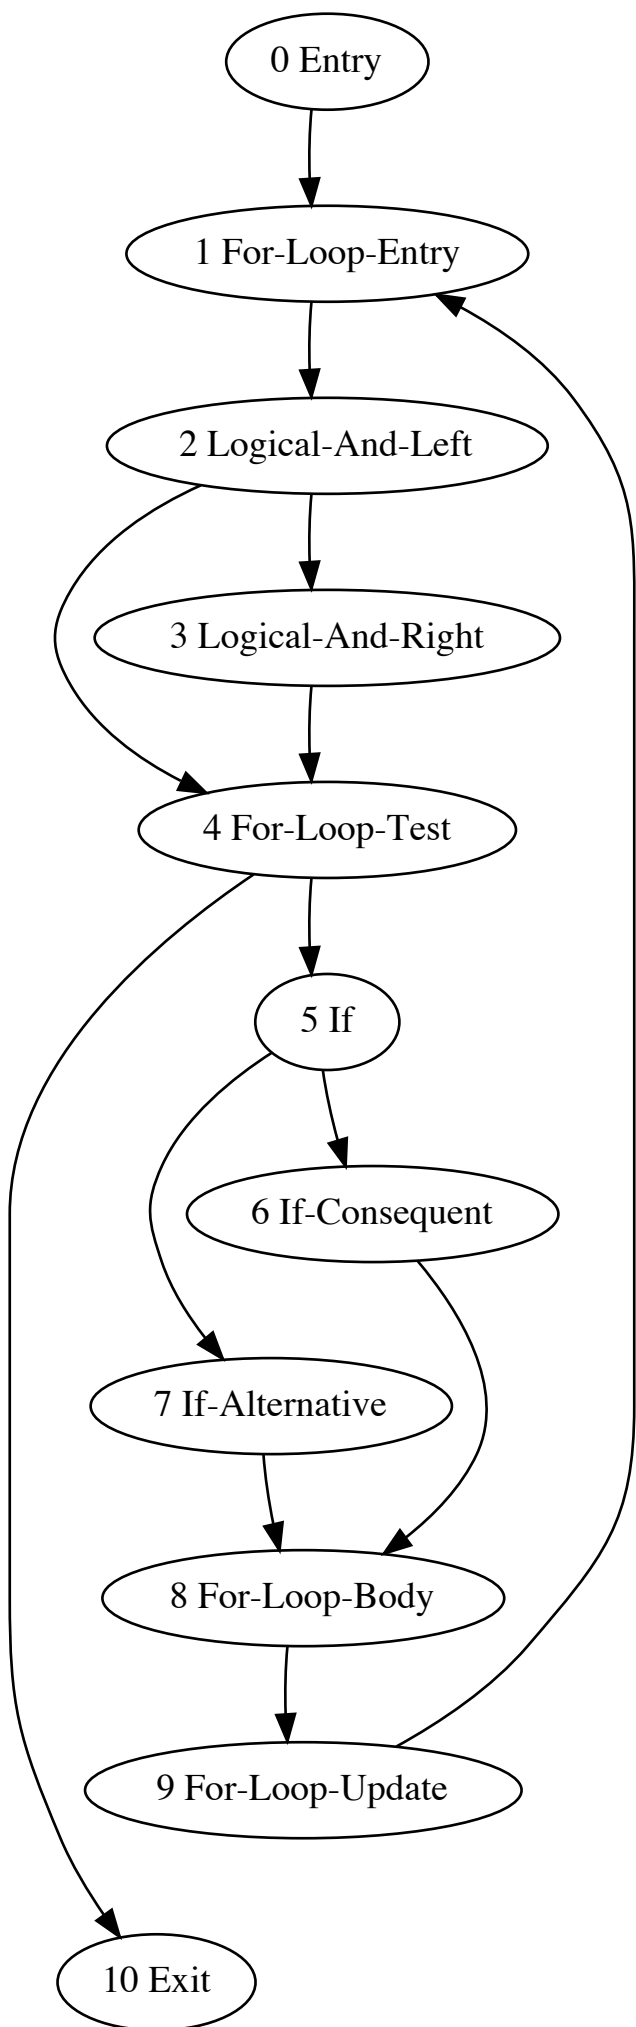 0 Entry
1 For-Loop-Entry
2 Logical-And-Left
3 Logical-And-Right
4 For-Loop-Test
5 If
6 If-Consequent
7 If-Alternative
8 For-Loop-Body
9 For-Loop-Update
10 Exit